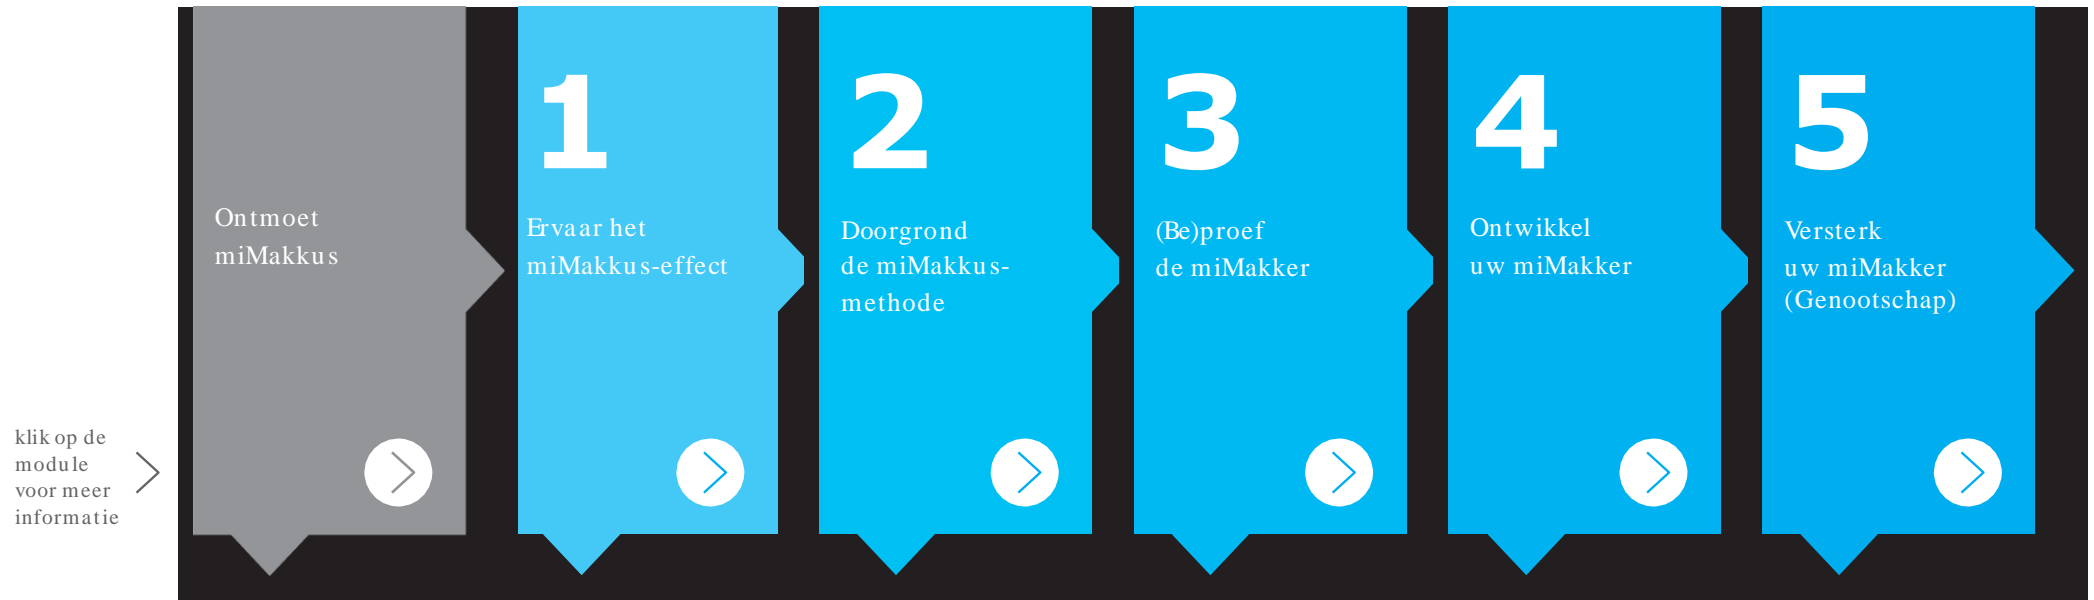 Ontmoet
miMakkus
1
Ervaar het
miMakkus-effect
2
Doorgrond
de miMakkus-
methode
3
(Be)proef
de miMakker
4
Ontwikkel
uw miMakker
5
Versterk
uw miMakker
(Genootschap)
klik op de
module
voor meer
informatie